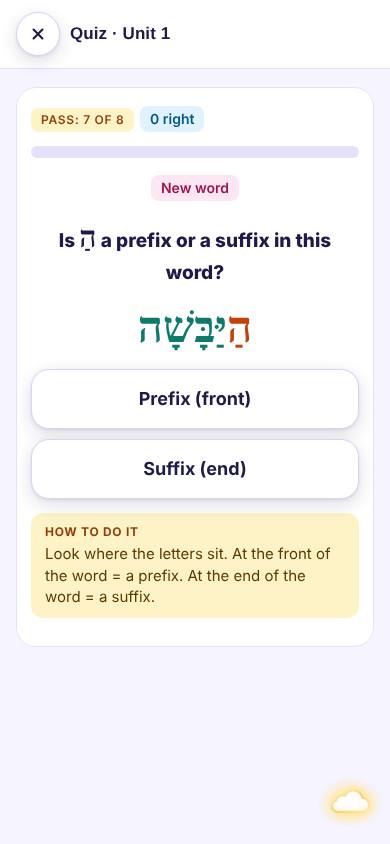 Quiz · Unit 1
PASS: 7 OF 8
0 right
New word
Is הַ a prefix or a suffix in this
word?
הַיַּבָּשָׁה
Prefix (front)
Suffix (end)
HOW TO DO IT
Look where the letters sit. At the front of
the word = a prefix. At the end of the
word = a suffix.